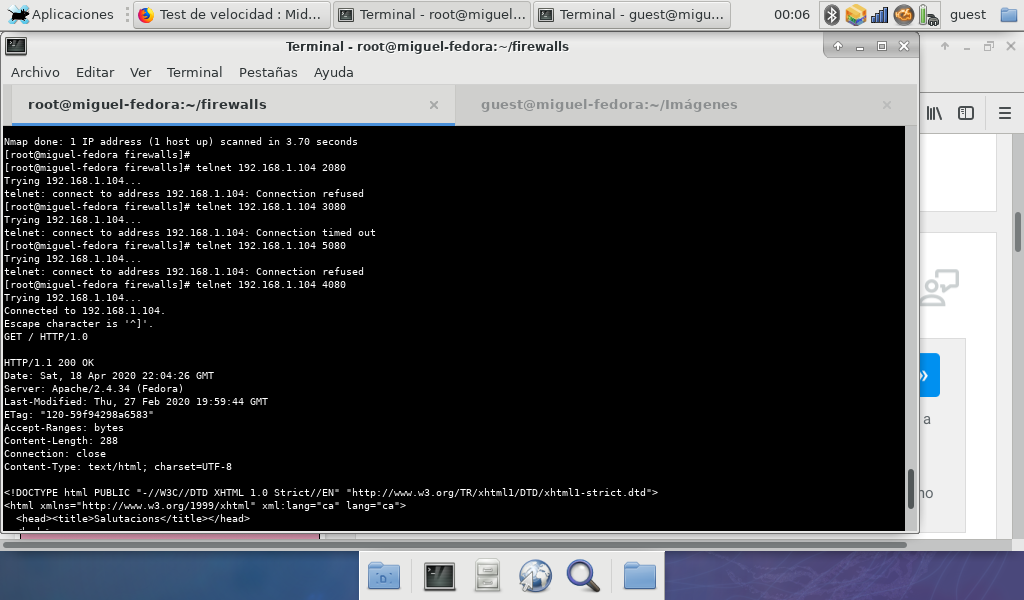 Aplicaciones
Test de velocidad : Mid...
Terminal - root@miguel...
Terminal - guest@migu...
00:06
guest
Terminal - root@miguel-fedora:~/firewalls
Archivo Editar Ver Terminal Pestañas Ayuda
root@miguel-fedora:~/firewalls
guest@miguel-fedora:~/Imágenes
Nmap done: 1 IP address (1 host up) scanned in 3.70 seconds
[root@miguel-fedora firewalls]#
[root@miguel-fedora firewalls]# telnet 192.168.1.104 2080
Trying 192.168.1.104...
telnet: connect to address 192.168.1.104: Connection refused
[root@miguel-fedora firewalls]# telnet 192.168.1.104 3080
Trying 192.168.1.104...
telnet: connect to address 192.168.1.104: Connection timed out
[root@miguel-fedora firewalls]# telnet 192.168.1.104 5080
Trying 192.168.1.104...
telnet: connect to address 192.168.1.104: Connection refused
[root@miguel-fedora firewalls]# telnet 192.168.1.104 4080
Trying 192.168.1.104...
Connected to 192.168.1.104.
Escape character is '^]'.
GET / HTTP/1.0
HTTP/1.1 200 OK
Date: Sat, 18 Apr 2020 22:04:26 GMT
Server: Apache/2.4.34 (Fedora)
Last-Modified: Thu, 27 Feb 2020 19:59:44 GMT
ETag: "120-59f94298a6583"
Accept-Ranges: bytes
Content-Length: 288
Connection: close
Content-Type: text/html; charset=UTF-8
<!DOCTYPE html PUBLIC "-//W3C//DTD XHTML 1.0 Strict//EN" "http://www.w3.org/TR/xhtml1/DTD/xhtml1-strict.dtd">
<html xmlns="http://www.w3.org/1999/xhtml" xml:lang="ca" lang="ca">
<head><title>Salutacions</title></head>
»
a
no
D